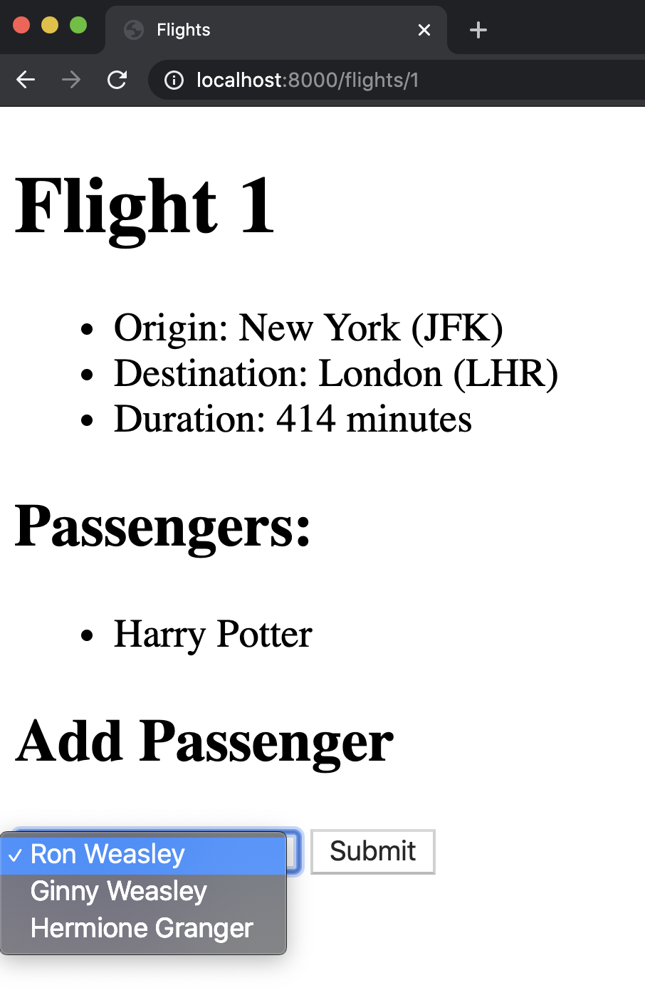 Flights
localhost:8000/flights/1
Flight 1
Origin: New York (JFK)
Destination: London (LHR)
Duration: 414 minutes
Passengers:
Harry Potter
Add Passenger
Ron Weasley
Submit
Ginny Weasley
Hermione Granger